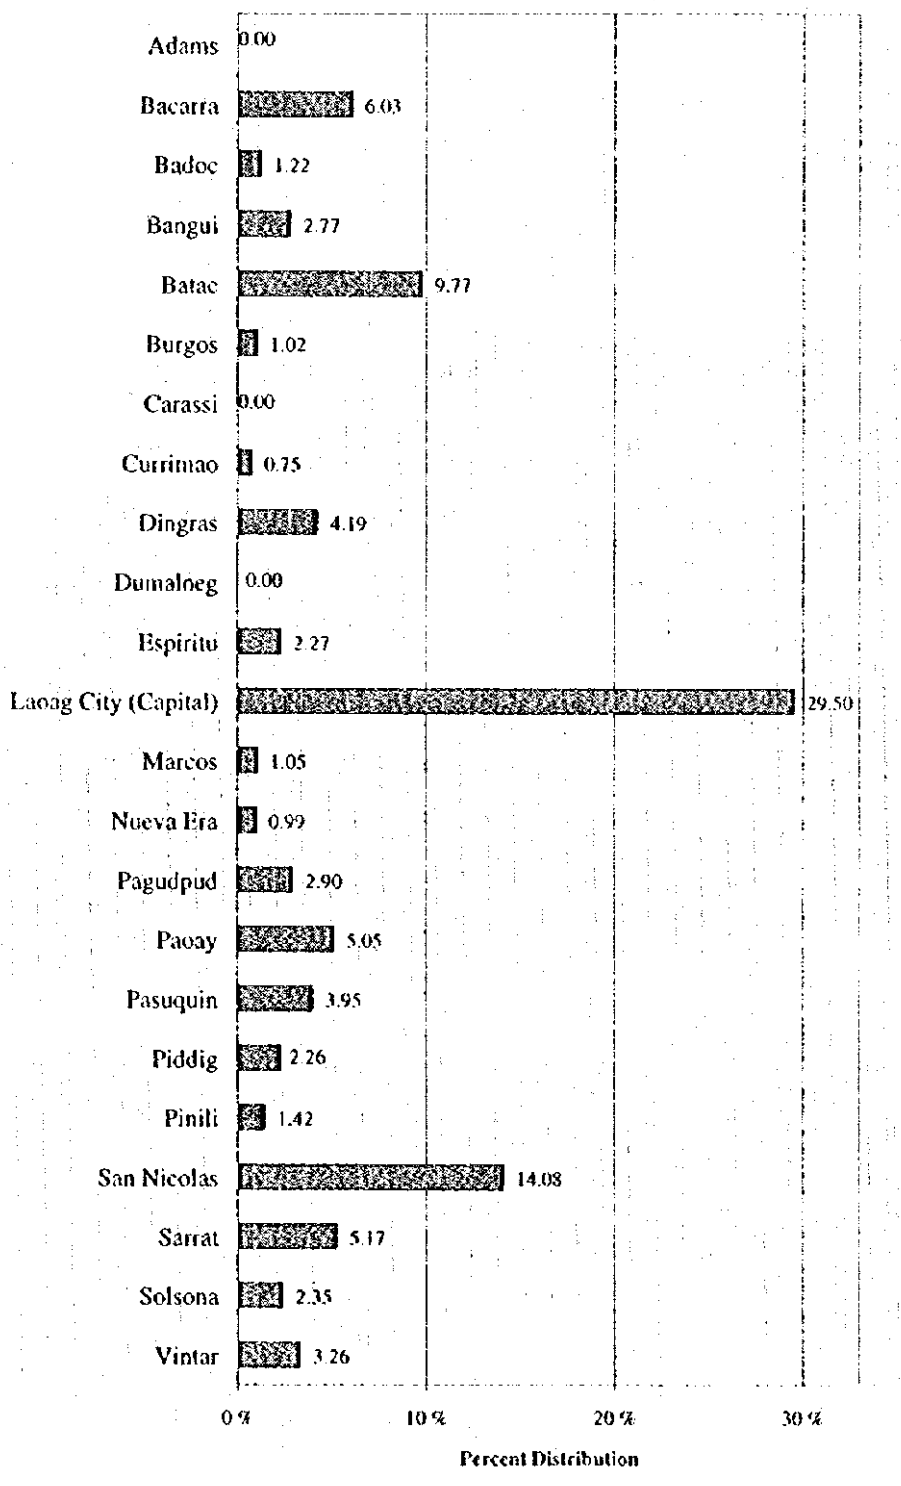 Adams 0.00
Bacarra 6.03
Badoc 1.22
Bangui 2.77
Batac 9.77
Burgos 1.02
Carassi 0.00
Currimao 0.75
Dingras 4.19
Dumalneg 0.00
Espiritu 2.27
Laoag City (Capital) 29.50
Marcos 1.05
Nueva Era 0.99
Pagudpud 2.90
Paoay 5.05
Pasuquin 3.95
Piddig 2.26
Pinili 1.42
San Nicolas 14.08
Sarrat 5.17
Solsona 2.35
Vintar 3.26
0 % 10 % 20 % 30 %
Percent Distribution